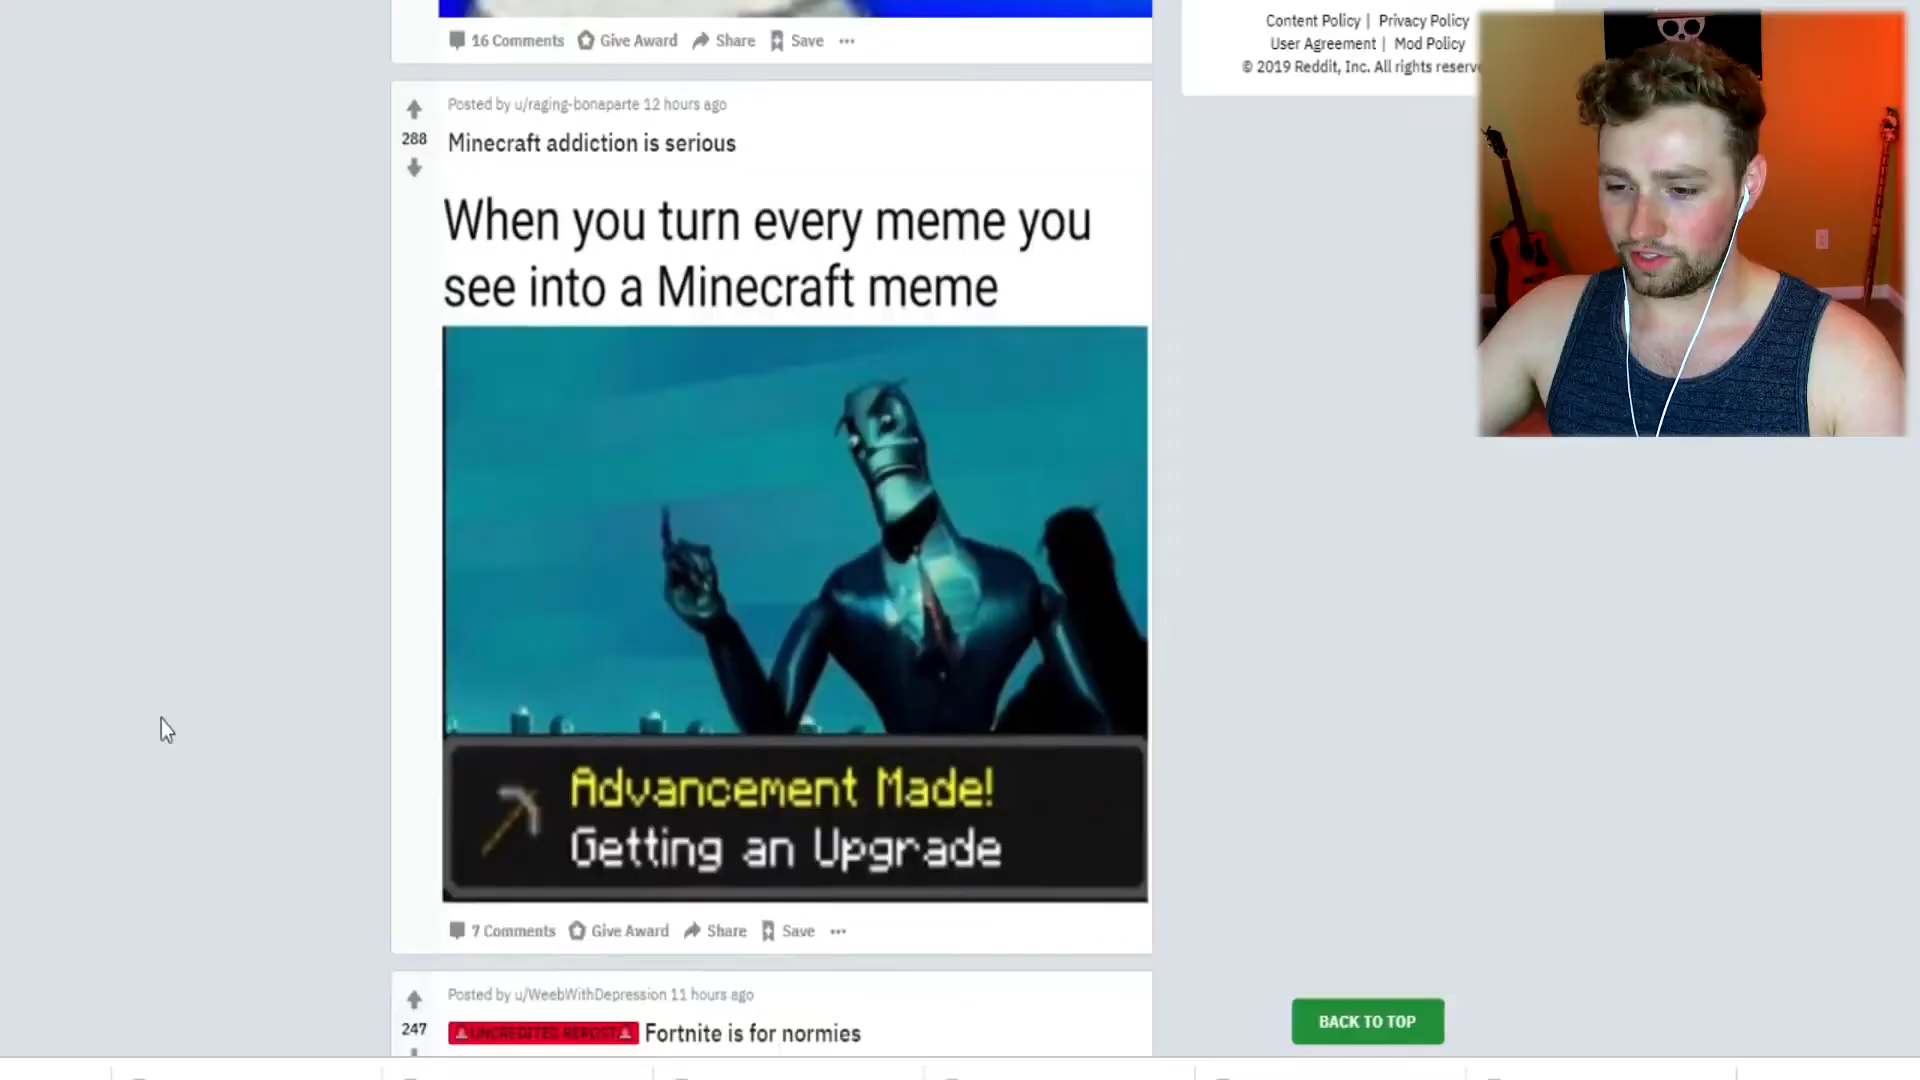 16 Comments Give Award Share Save
Content Policy | Privacy Policy
User Agreement | Mod Policy
© 2019 Reddit, Inc. All rights reserve
Posted by u/raging-bonaparte 12 hours ago
288
Minecraft addiction is serious
When you turn every meme you
see into a Minecraft meme
Advancement Made!
Getting an Upgrade
7 Comments Give Award Share Save
Posted by u/WeebWithDepression 11 hours ago
247
UNCREDITED REPOST Fortnite is for normies
BACK TO TOP